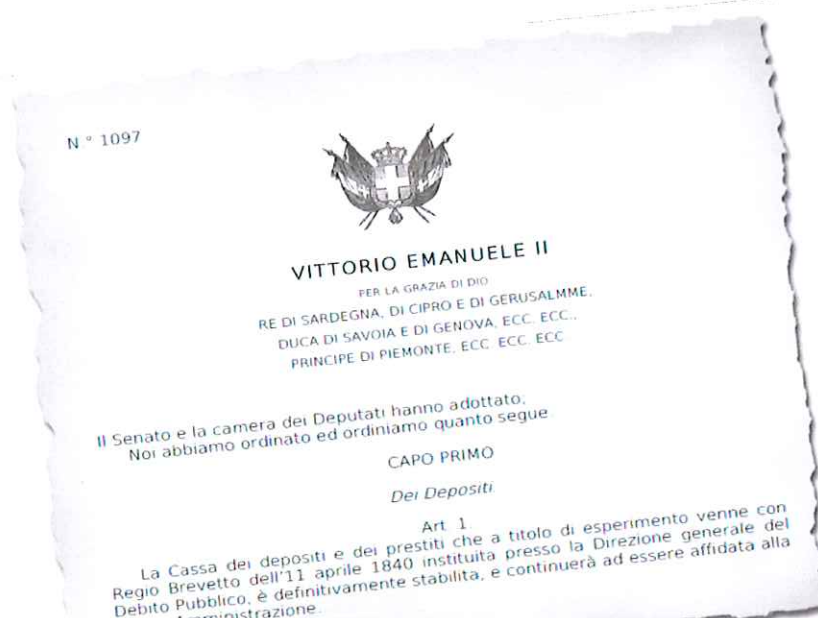 N.° 1097
VITTORIO EMANUELE II
PER LA GRAZIA DI DIO
RE DI SARDEGNA, DI CIPRO E DI GERUSALMME,
DUCA DI SAVOIA E DI GENOVA, ECC. ECC.,
PRINCIPE DI PIEMONTE, ECC. ECC. ECC
Il Senato e la camera dei Deputati hanno adottato;
Noi abbiamo ordinato ed ordiniamo quanto segue
CAPO PRIMO
Dei Depositi
Art. 1.
La Cassa dei depositi e dei prestiti che a titolo di esperimento venne con
Regio Brevetto dell'11 aprile 1840 instituita presso la Direzione generale del
Debito Pubblico, è definitivamente stabilita, e continuerà ad essere affidata alla
Amministrazione.